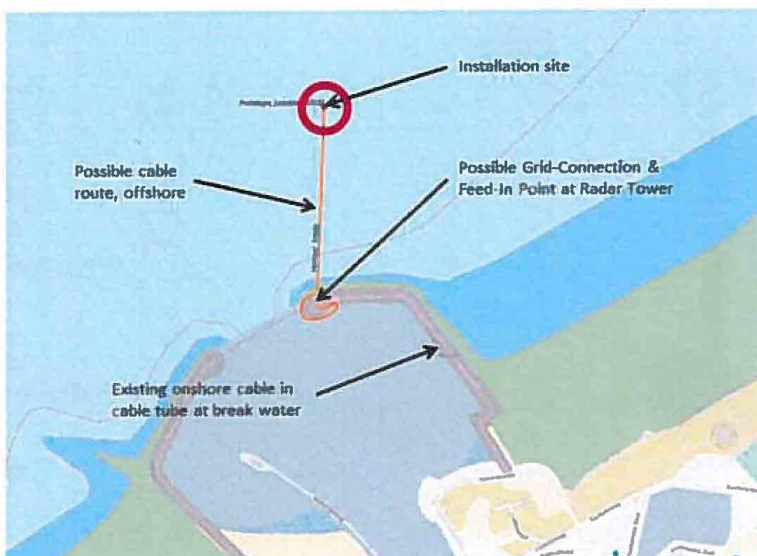 Installation site
Possible cable
route, offshore
Possible Grid-Connection &
Feed-In Point at Radar Tower
Existing onshore cable in
cable tube at break water